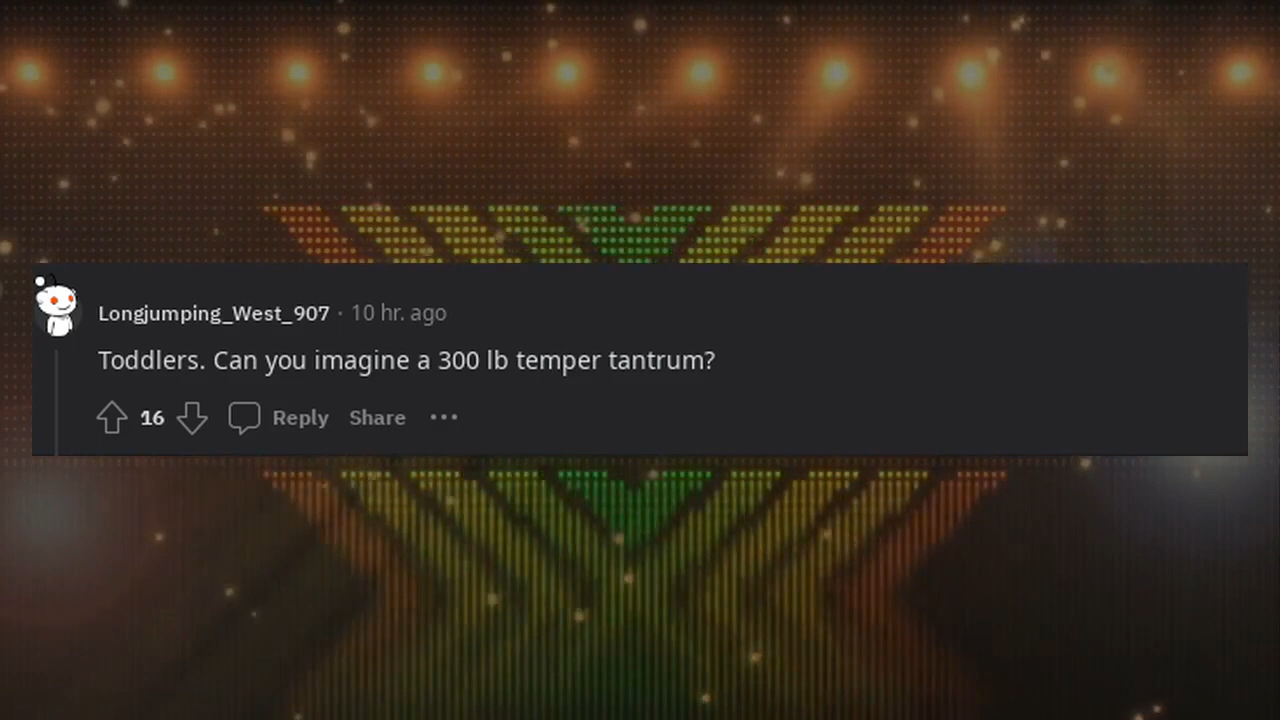 Longjumping_West_907 · 10 hr. ago
Toddlers. Can you imagine a 300 lb temper tantrum?
16 Reply Share ···